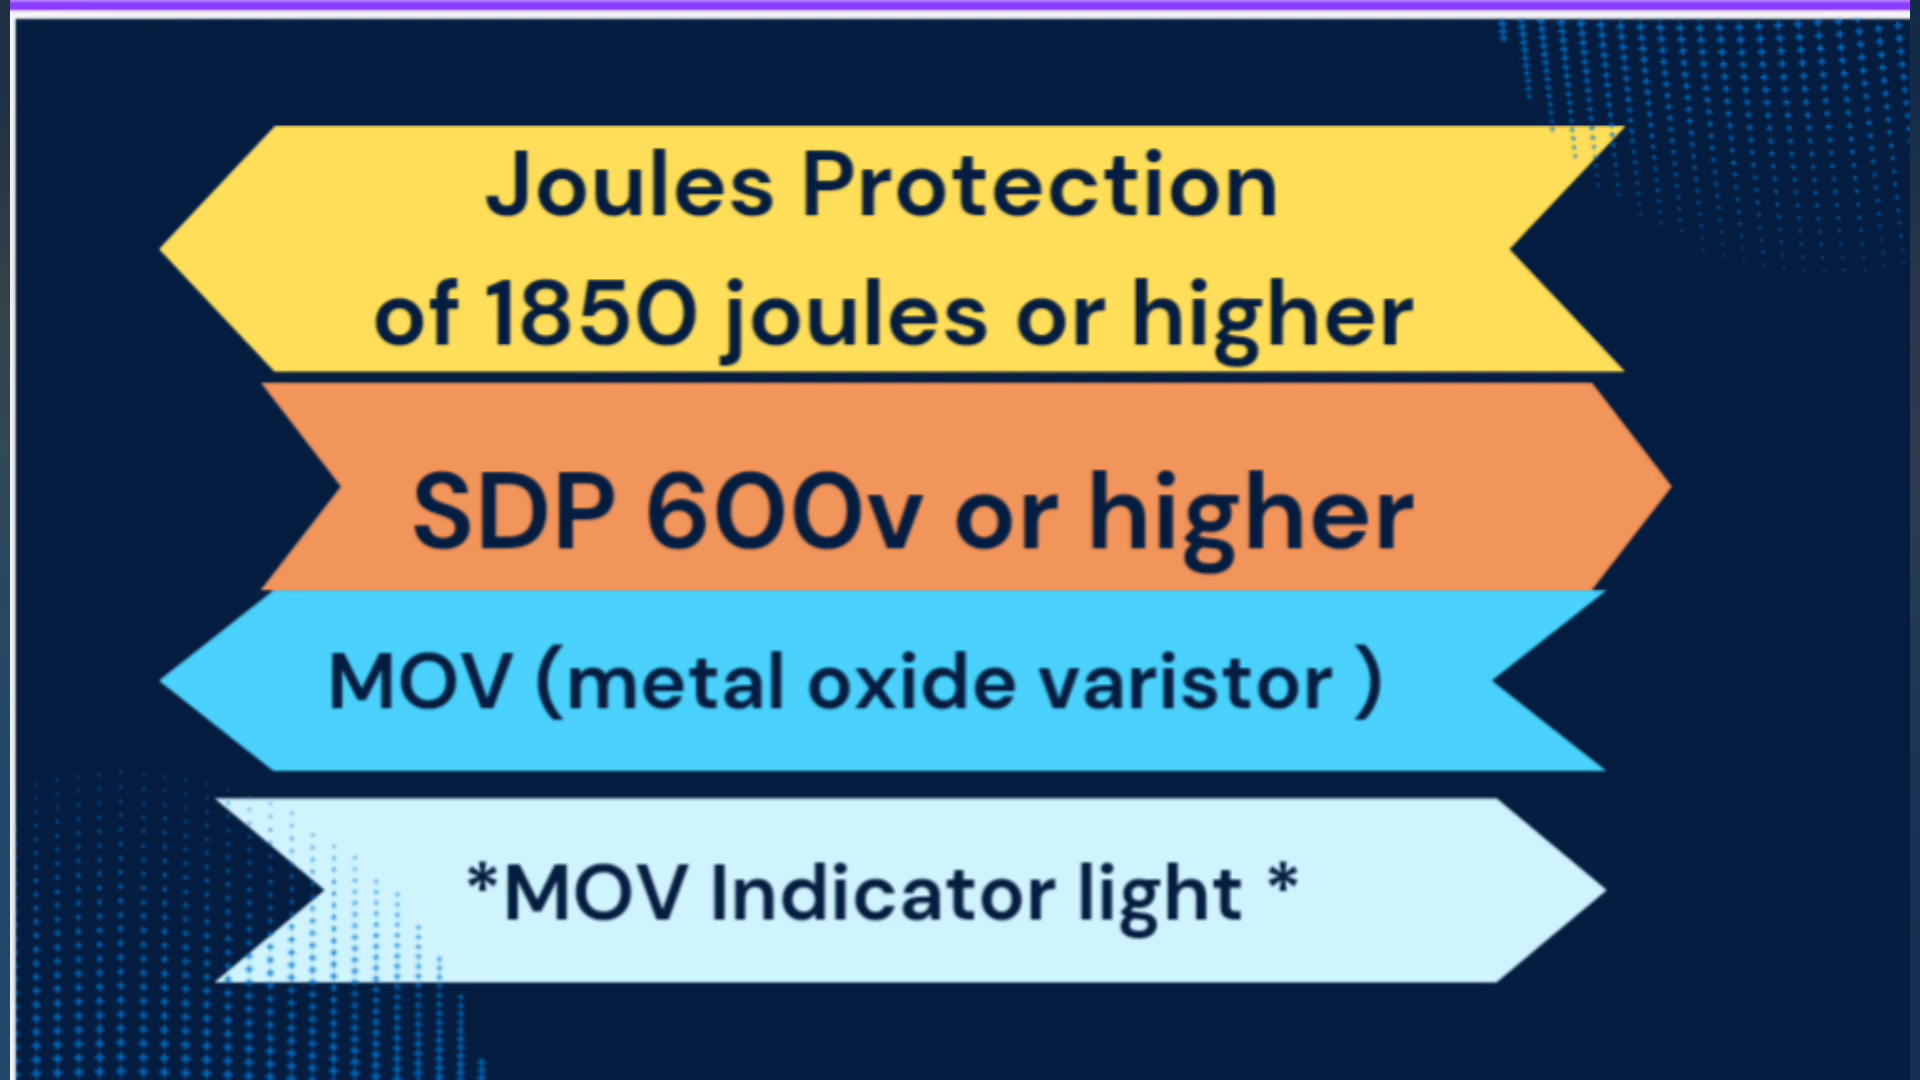 Joules Protection
of 1850 joules or higher
SDP 600v or higher
MOV (metal oxide varistor )
*MOV Indicator light *